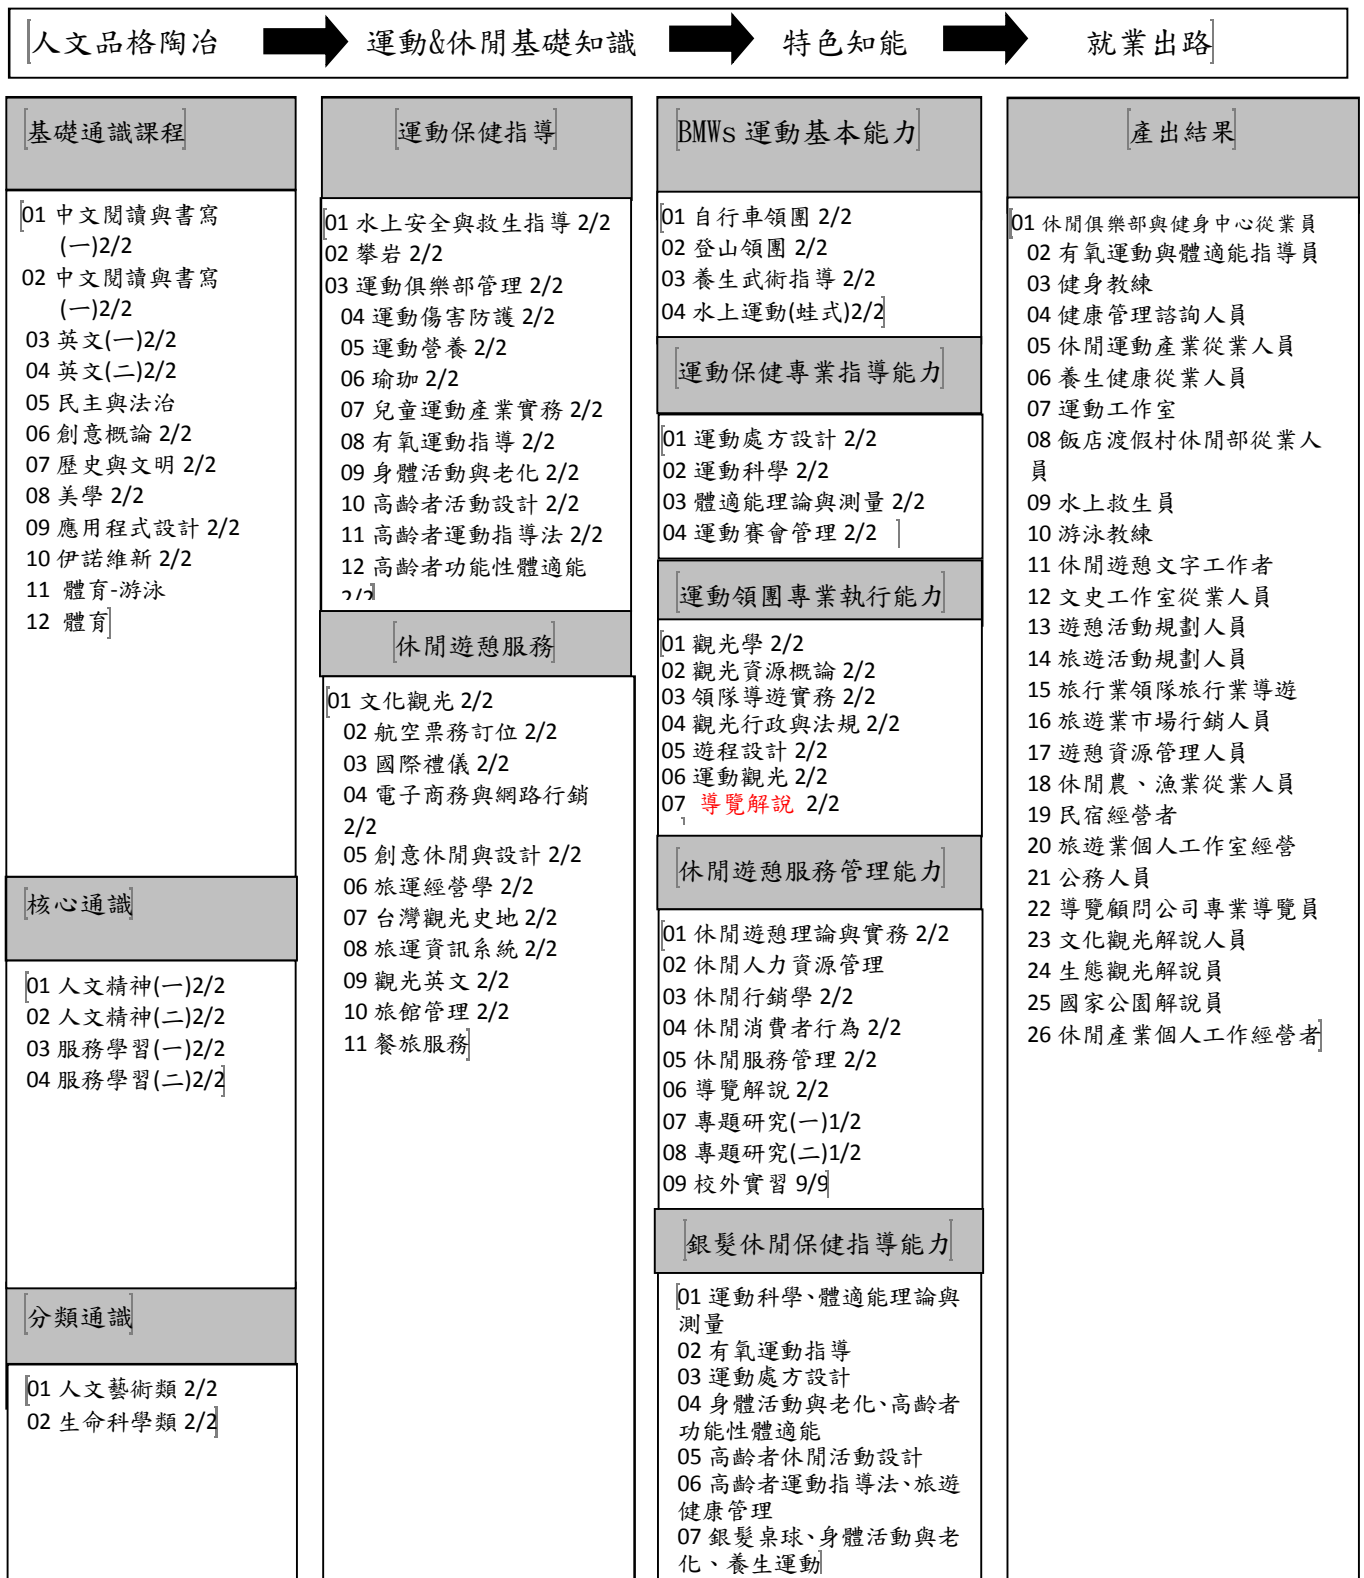 人文品格陶冶 運動&休閒基礎知識 特色知能 就業出路
基礎通識課程
01 中文閱讀與書寫
(一)2/2
02 中文閱讀與書寫
(一)2/2
03 英文(一)2/2
04 英文(二)2/2
05 民主與法治
06 創意概論 2/2
07 歷史與文明 2/2
08 美學 2/2
09 應用程式設計 2/2
10 伊諾維新 2/2
11 體育-游泳
12 體育
核心通識
01 人文精神(一)2/2
02 人文精神(二)2/2
03 服務學習(一)2/2
04 服務學習(二)2/2
分類通識
01 人文藝術類 2/2
02 生命科學類 2/2
運動保健指導
01 水上安全與救生指導 2/2
02 攀岩 2/2
03 運動俱樂部管理 2/2
04 運動傷害防護 2/2
05 運動營養 2/2
06 瑜珈 2/2
07 兒童運動產業實務 2/2
08 有氧運動指導 2/2
09 身體活動與老化 2/2
10 高齡者活動設計 2/2
11 高齡者運動指導法 2/2
12 高齡者功能性體適能
2/2
休閒遊憩服務
01 文化觀光 2/2
02 航空票務訂位 2/2
03 國際禮儀 2/2
04 電子商務與網路行銷
2/2
05 創意休閒與設計 2/2
06 旅運經營學 2/2
07 台灣觀光史地 2/2
08 旅運資訊系統 2/2
09 觀光英文 2/2
10 旅館管理 2/2
11 餐旅服務
BMWs 運動基本能力
01 自行車領團 2/2
02 登山領團 2/2
03 養生武術指導 2/2
04 水上運動(蛙式)2/2
運動保健專業指導能力
01 運動處方設計 2/2
02 運動科學 2/2
03 體適能理論與測量 2/2
04 運動賽會管理 2/2
運動領團專業執行能力
01 觀光學 2/2
02 觀光資源概論 2/2
03 領隊導遊實務 2/2
04 觀光行政與法規 2/2
05 遊程設計 2/2
06 運動觀光 2/2
07 導覽解說 2/2
休閒遊憩服務管理能力
01 休閒遊憩理論與實務 2/2
02 休閒人力資源管理
03 休閒行銷學 2/2
04 休閒消費者行為 2/2
05 休閒服務管理 2/2
06 導覽解說 2/2
07 專題研究(一)1/2
08 專題研究(二)1/2
09 校外實習 9/9
銀髮休閒保健指導能力
01 運動科學、體適能理論與
測量
02 有氧運動指導
03 運動處方設計
04 身體活動與老化、高齡者
功能性體適能
05 高齡者休閒活動設計
06 高齡者運動指導法、旅遊
健康管理
07 銀髮桌球、身體活動與老
化、養生運動
產出結果
01 休閒俱樂部與健身中心從業員
02 有氧運動與體適能指導員
03 健身教練
04 健康管理諮詢人員
05 休閒運動產業從業人員
06 養生健康從業人員
07 運動工作室
08 飯店渡假村休閒部從業人
員
09 水上救生員
10 游泳教練
11 休閒遊憩文字工作者
12 文史工作室從業人員
13 遊憩活動規劃人員
14 旅遊活動規劃人員
15 旅行業領隊旅行業導遊
16 旅遊業市場行銷人員
17 遊憩資源管理人員
18 休閒農、漁業從業人員
19 民宿經營者
20 旅遊業個人工作室經營
21 公務人員
22 導覽顧問公司專業導覽員
23 文化觀光解說人員
24 生態觀光解說員
25 國家公園解說員
26 休閒產業個人工作經營者